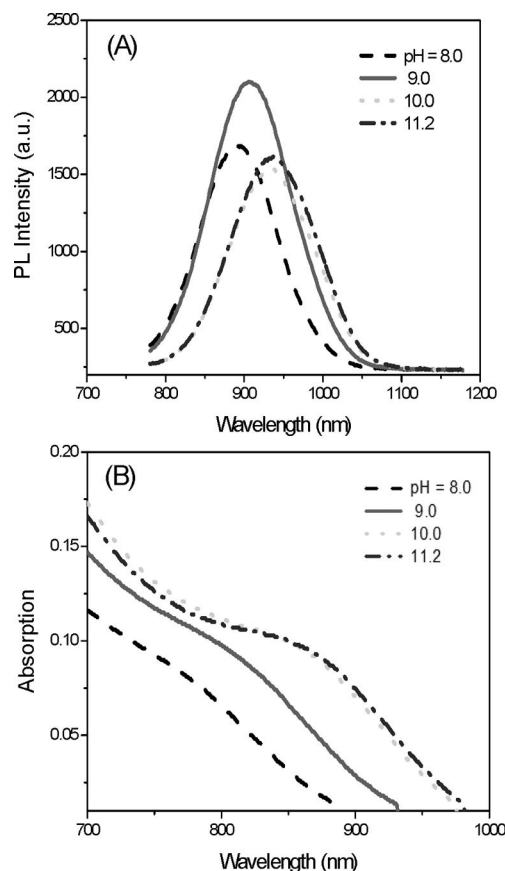 (A)
pH = 8.0
9.0
10.0
11.2
PL Intensity (a.u.)
2500
2000
1500
1000
500
700 800 900 1000 1100 1200
Wavelength (nm)
(B)
pH = 8.0
9.0
10.0
11.2
Absorption
0.20
0.15
0.10
0.05
700 800 900 1000
Wavelength (nm)